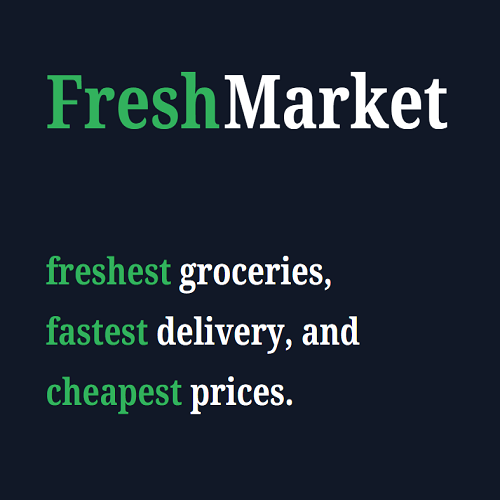 FreshMarket
freshest groceries,
fastest delivery, and
cheapest prices.